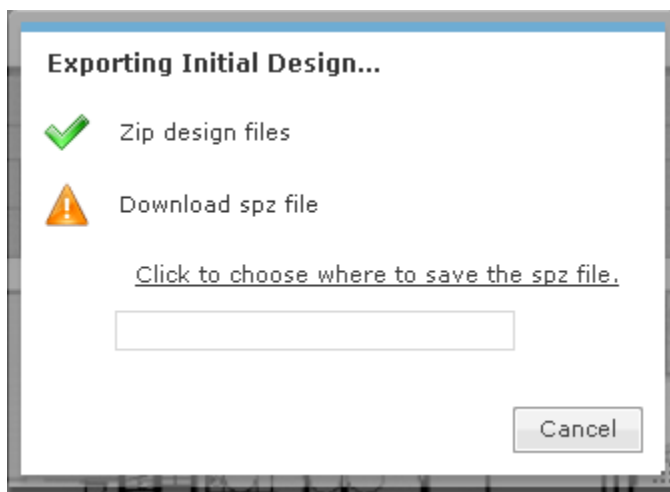 Exporting Initial Design...
Zip design files
Download spz file
Click to choose where to save the spz file.
Cancel